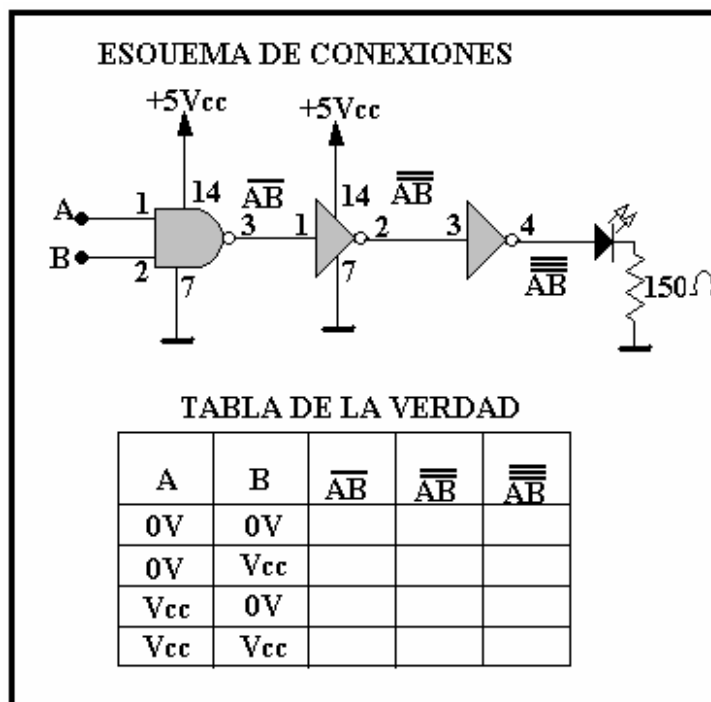 ESQUEMA DE CONEXIONES
+5Vcc +5Vcc
A 1 14 3 A̅B̅ 1 14 2 A̿B̿ 3 4
B 2 7 7 A̿̅B̿̅ 150Ω
TABLA DE LA VERDAD
A B A̅B̅ A̿B̿ A̿̅B̿̅
0V 0V
0V Vcc
Vcc 0V
Vcc Vcc